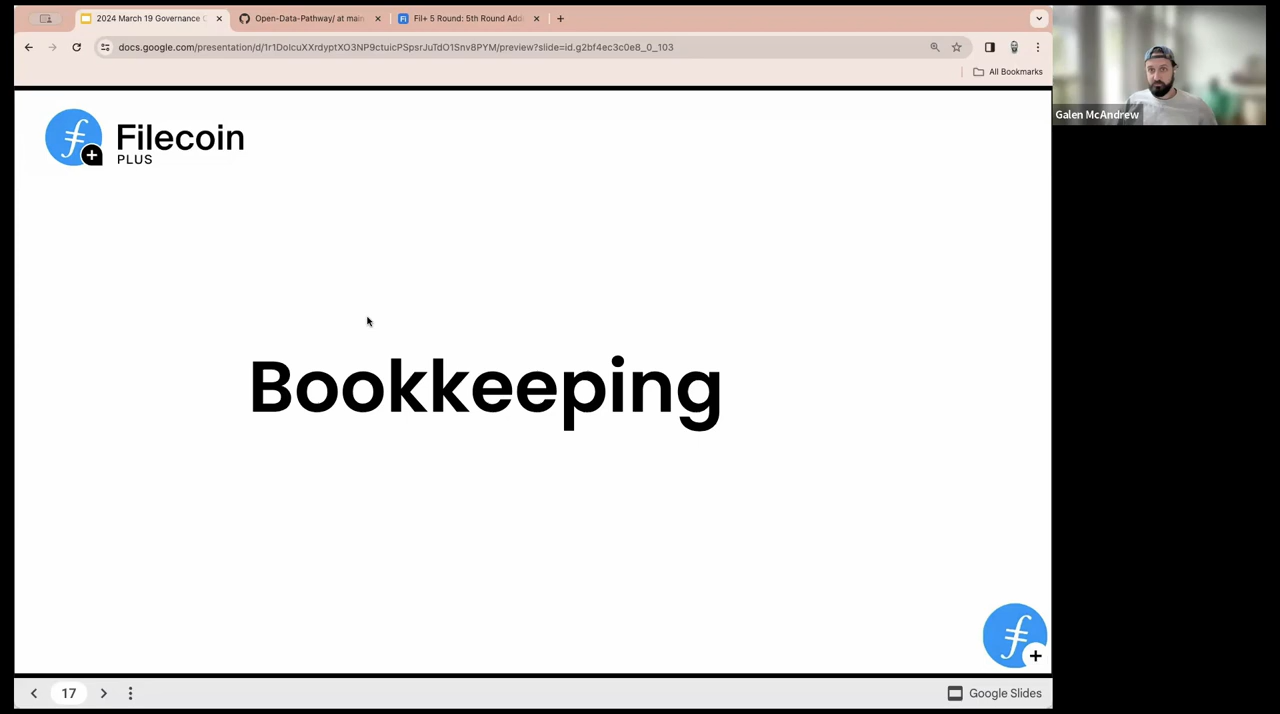 2024 March 19 Governance C
Open-Data-Pathway/ at main
Fil+ 5 Round: 5th Round Add
docs.google.com/presentation/d/1r1DolcuXXrdyptXO3NP9ctuicPSpsrJuTdO1Snv8PYM/preview?slide=id.g2bf4ec3c0e8_0_103
All Bookmarks
Galen McAndrew
Filecoin
PLUS
Bookkeeping
17
Google Slides